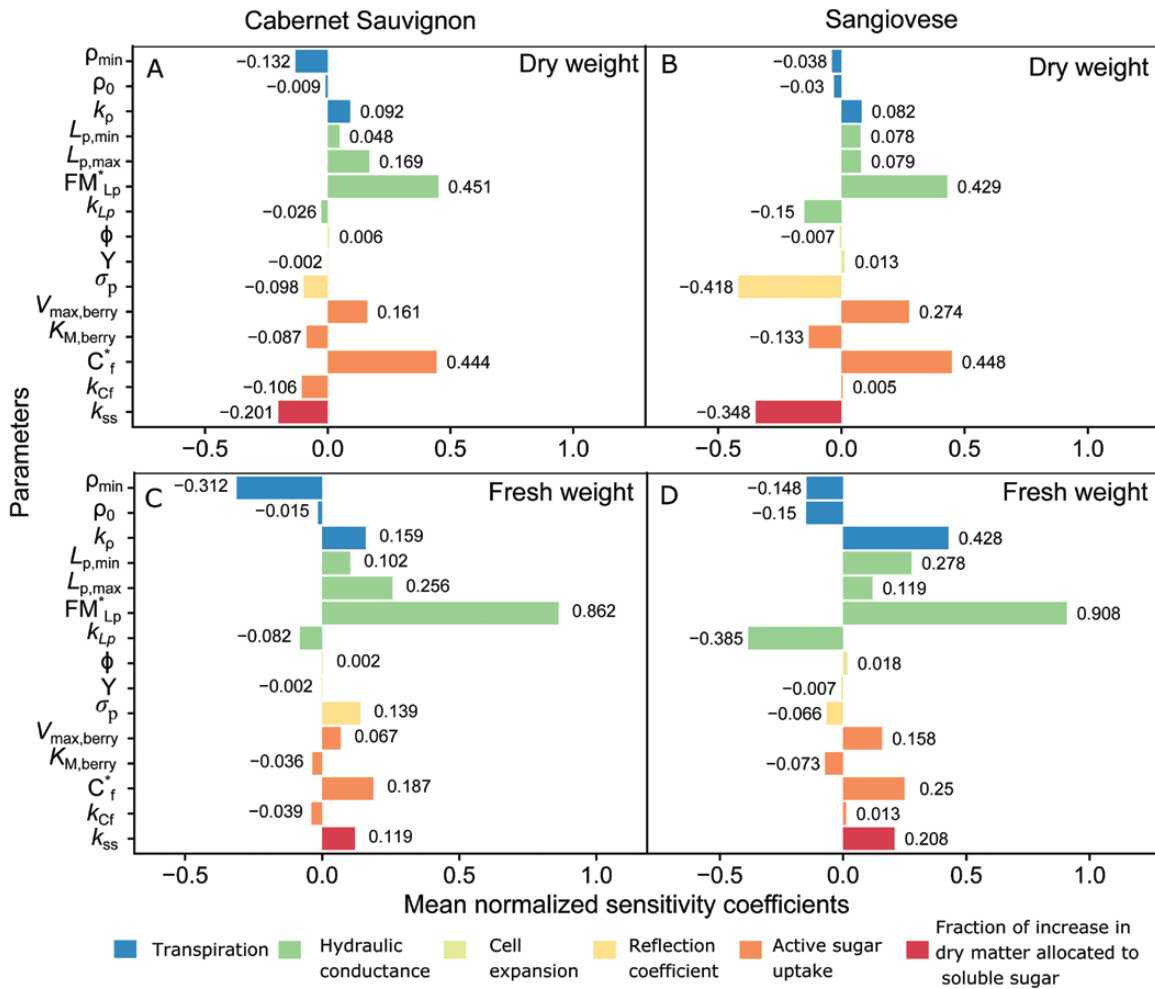 Cabernet Sauvignon
Sangiovese
A
Dry weight
B
Dry weight
ρmin
−0.132
−0.038
ρ0
−0.009
−0.03
kρ
0.092
0.082
Lp,min
0.048
0.078
Lp,max
0.169
0.079
FM*Lp
0.451
0.429
kLp
−0.026
−0.15
ϕ
0.006
−0.007
Y
−0.002
0.013
σp
−0.098
−0.418
Vmax,berry
0.161
0.274
KM,berry
−0.087
−0.133
C*f
0.444
0.448
kCf
−0.106
0.005
kss
−0.201
−0.348
−0.5 0.0 0.5 1.0
−0.5 0.0 0.5 1.0
Parameters
C
Fresh weight
D
Fresh weight
ρmin
−0.312
−0.148
ρ0
−0.015
−0.15
kρ
0.159
0.428
Lp,min
0.102
0.278
Lp,max
0.256
0.119
FM*Lp
0.862
0.908
kLp
−0.082
−0.385
ϕ
0.002
0.018
Y
−0.002
−0.007
σp
0.139
−0.066
Vmax,berry
0.067
0.158
KM,berry
−0.036
−0.073
C*f
0.187
0.25
kCf
−0.039
0.013
kss
0.119
0.208
−0.5 0.0 0.5 1.0
−0.5 0.0 0.5 1.0
Mean normalized sensitivity coefficients
Transpiration
Hydraulic
conductance
Cell
expansion
Reflection
coefficient
Active sugar
uptake
Fraction of increase in
dry matter allocated to
soluble sugar